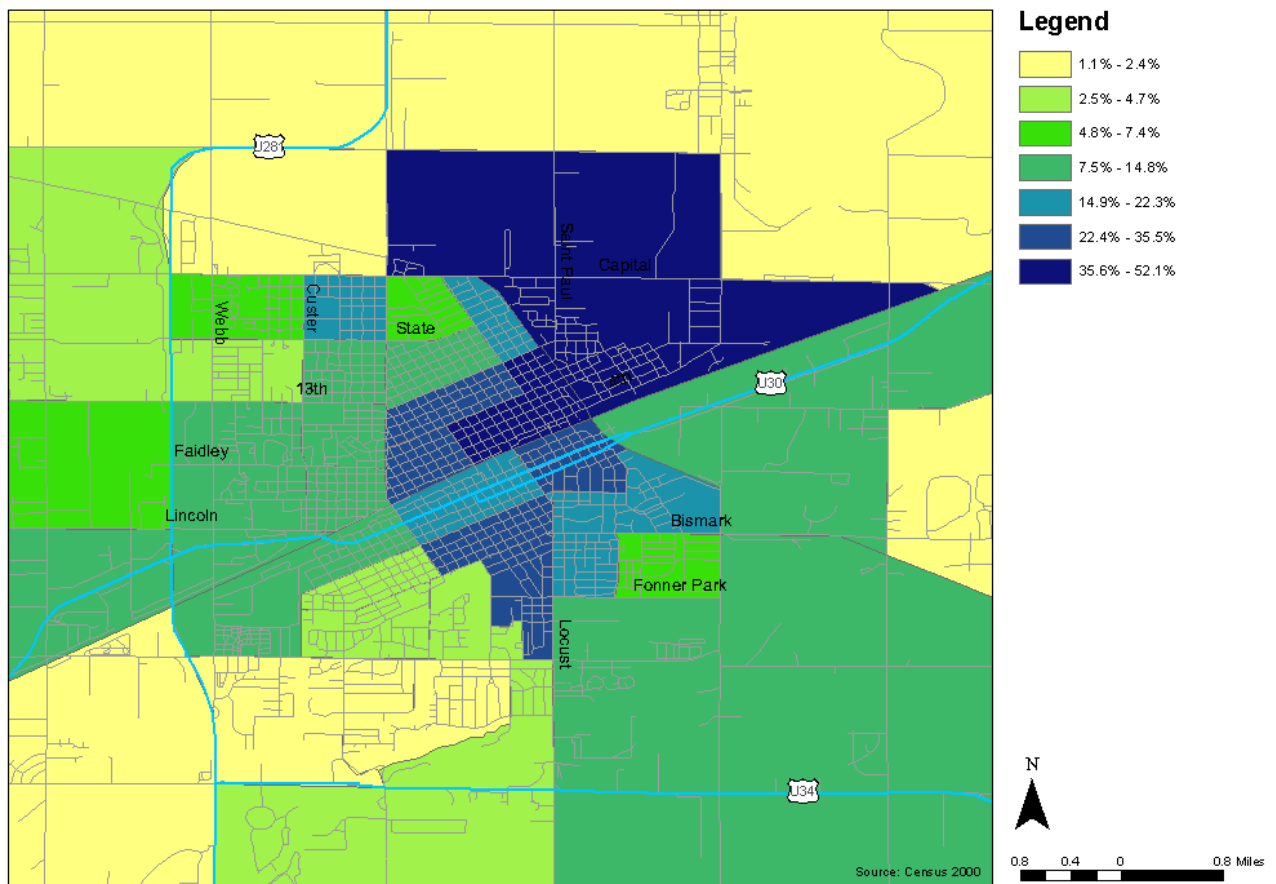 Legend
1.1% - 2.4%
2.5% - 4.7%
4.8% - 7.4%
7.5% - 14.8%
14.9% - 22.3%
22.4% - 35.5%
35.6% - 52.1%
U281
Saint Paul
Capital
Webb
Custer
State
13th
U30
Faidley
Lincoln
Bismark
Fonner Park
Locust
U34
Source: Census 2000
N
0.8 0.4 0 0.8 Miles